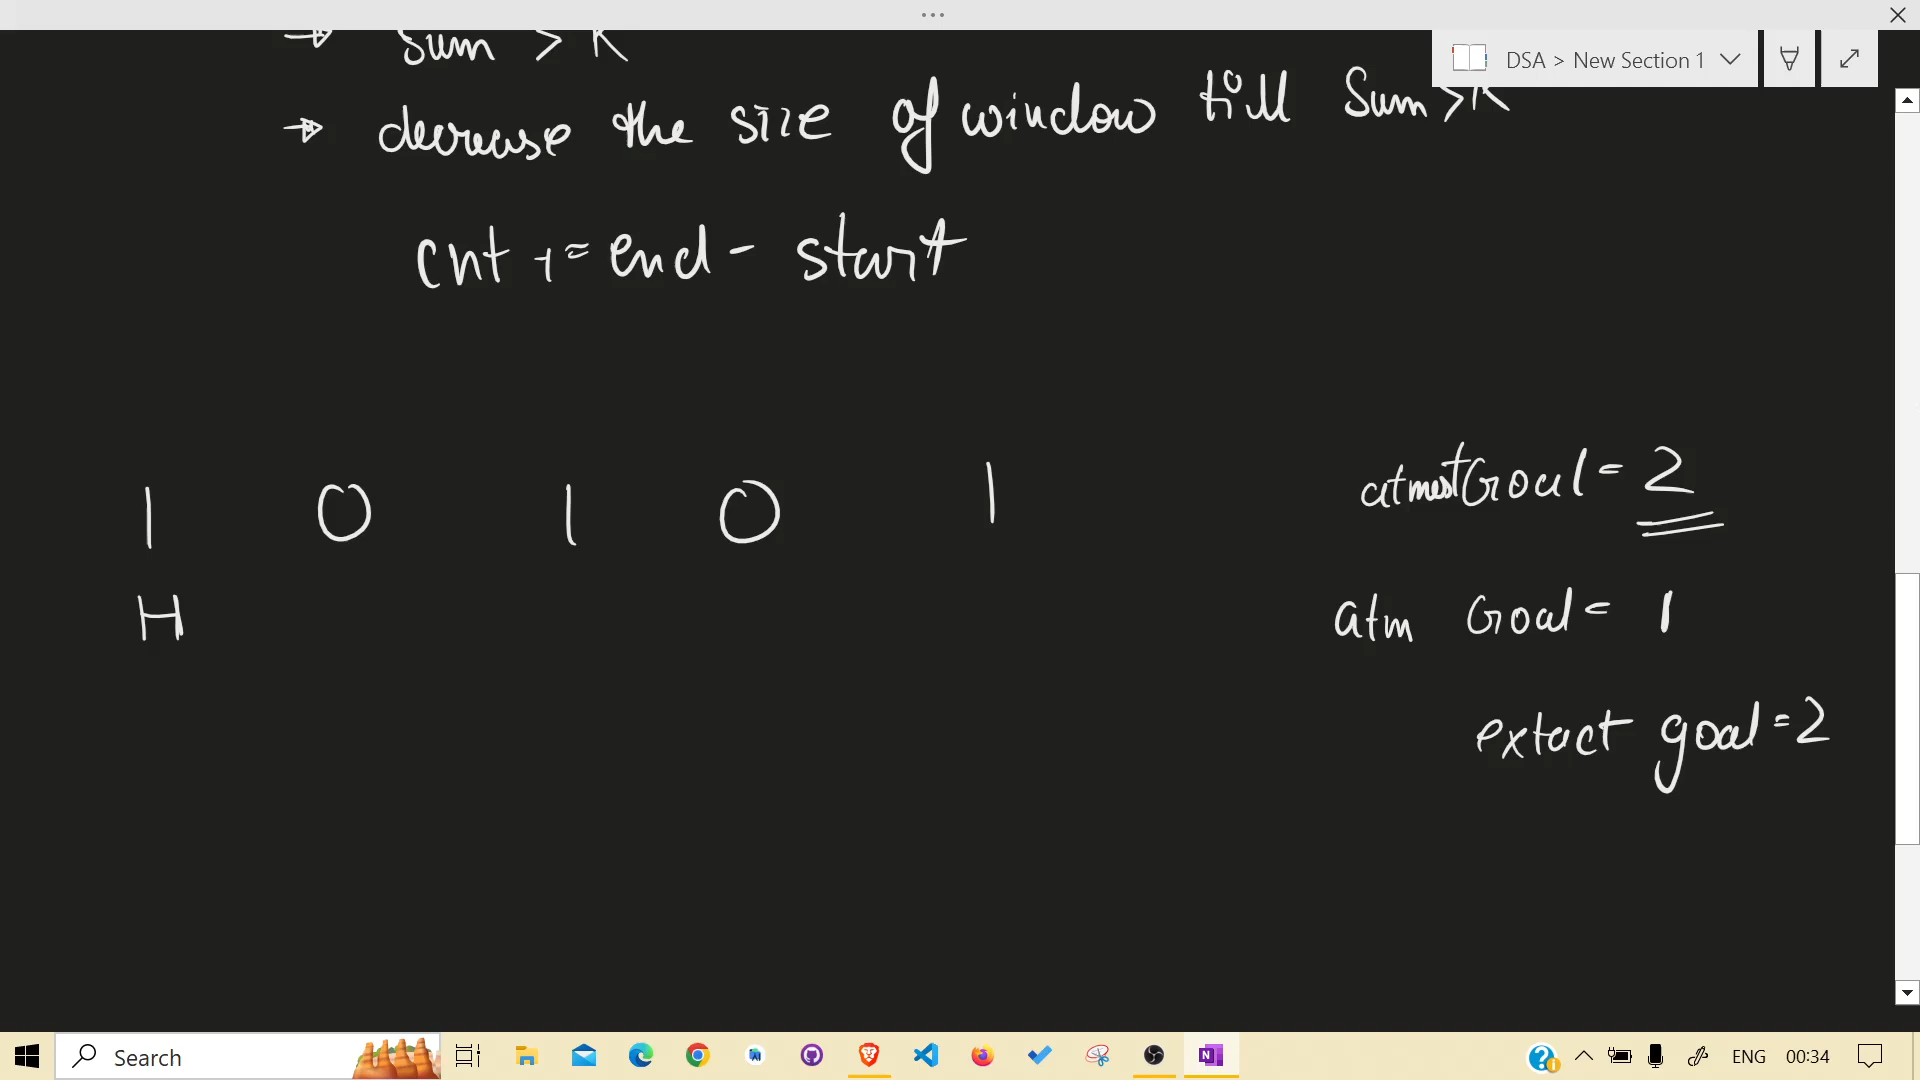 DSA > New Section 1
→ sum > K
→ decrease the size of window till Sum > K
cnt += end - start
1 0 1 0 1
atmostGoal = 2
H
atm Goal = 1
extact goal = 2
Search
ENG 00:34